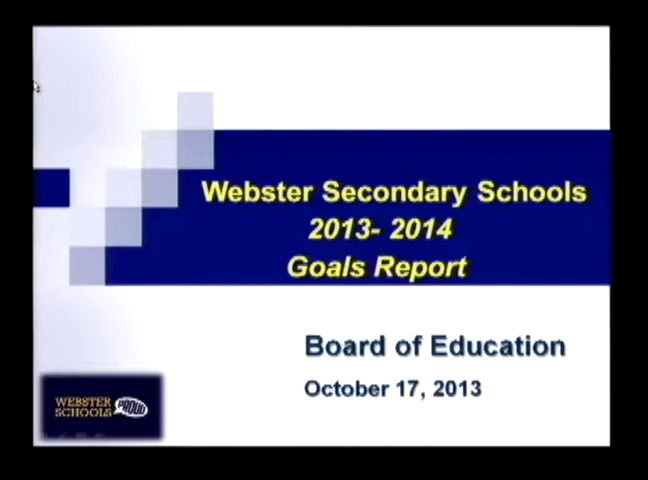 Webster Secondary Schools
2013- 2014
Goals Report
Board of Education
October 17, 2013
WEBSTER
SCHOOLS
PROUD